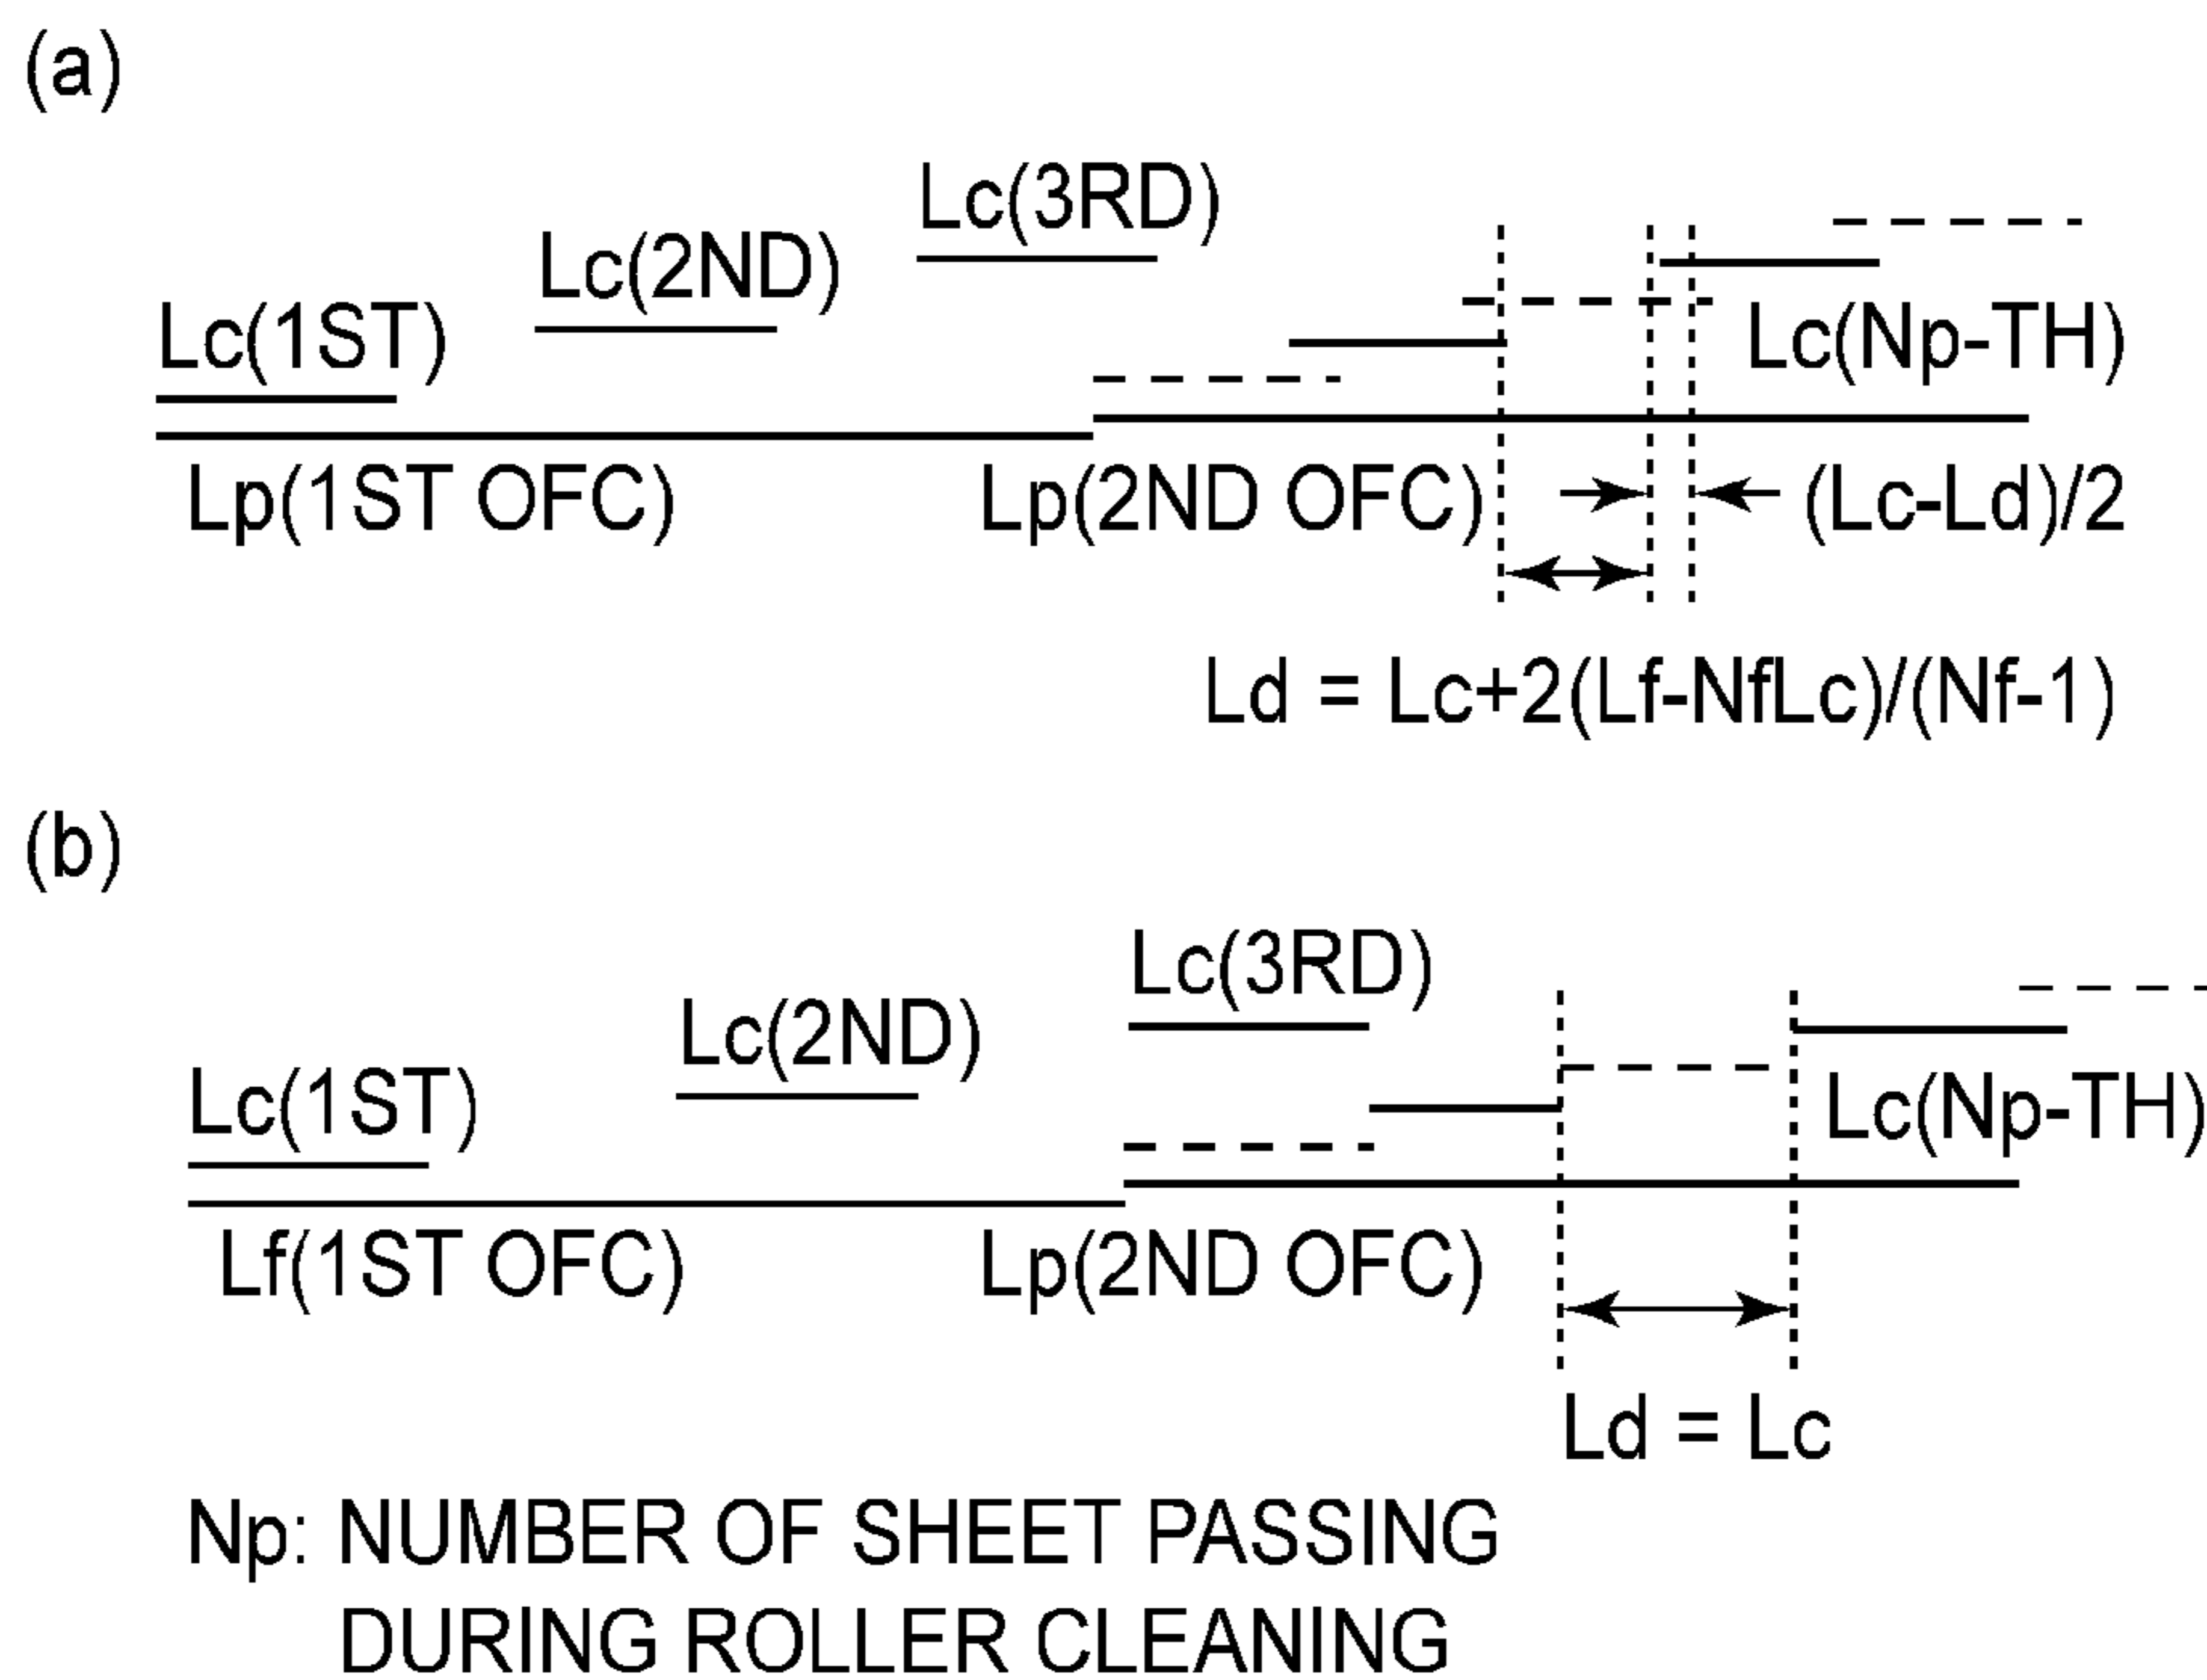 (a)
Lc(3RD)
Lc(2ND)
Lc(1ST)
Lc(Np-TH)
Lp(1ST OFC)
Lp(2ND OFC)
(Lc-Ld)/2
Ld = Lc+2(Lf-NfLc)/(Nf-1)
(b)
Lc(3RD)
Lc(2ND)
Lc(1ST)
Lc(Np-TH)
Lf(1ST OFC)
Lp(2ND OFC)
Ld = Lc
Np: NUMBER OF SHEET PASSING
DURING ROLLER CLEANING